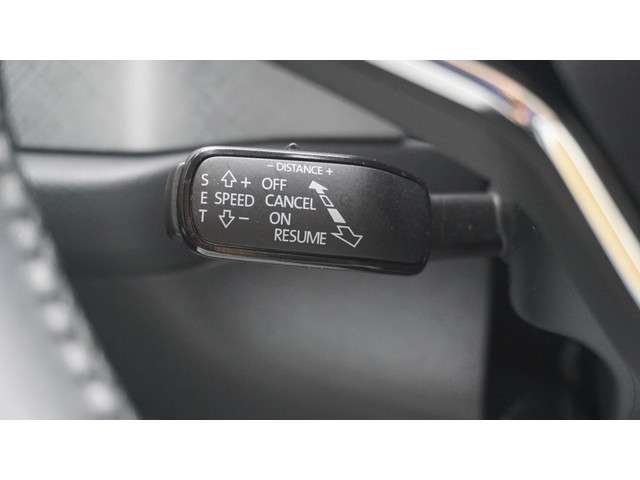 - DISTANCE +
S + OFF
E SPEED CANCEL
T - ON
RESUME